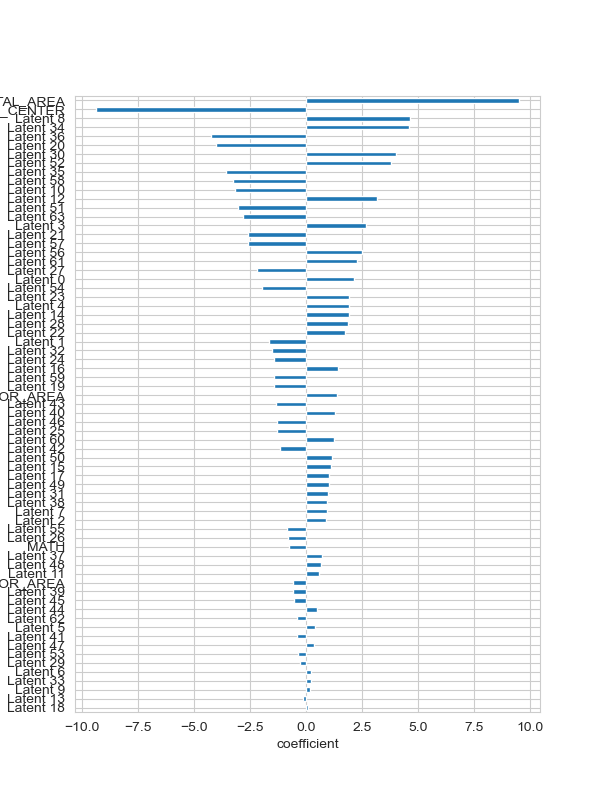 TAL_AREA
_CENTER
Latent 8
Latent 34
Latent 36
Latent 20
Latent 30
Latent 52
Latent 35
Latent 58
Latent 10
Latent 12
Latent 51
Latent 63
Latent 3
Latent 21
Latent 57
Latent 56
Latent 61
Latent 27
Latent 0
Latent 54
Latent 23
Latent 4
Latent 14
Latent 28
Latent 22
Latent 1
Latent 32
Latent 24
Latent 16
Latent 59
Latent 19
OR_AREA
Latent 43
Latent 40
Latent 46
Latent 25
Latent 60
Latent 42
Latent 50
Latent 15
Latent 17
Latent 49
Latent 31
Latent 38
Latent 7
Latent 2
Latent 55
Latent 26
MATH
Latent 37
Latent 48
Latent 11
OR_AREA
Latent 39
Latent 45
Latent 44
Latent 62
Latent 5
Latent 41
Latent 47
Latent 53
Latent 29
Latent 6
Latent 33
Latent 9
Latent 13
Latent 18
−10.0 −7.5 −5.0 −2.5 0.0 2.5 5.0 7.5 10.0
coefficient